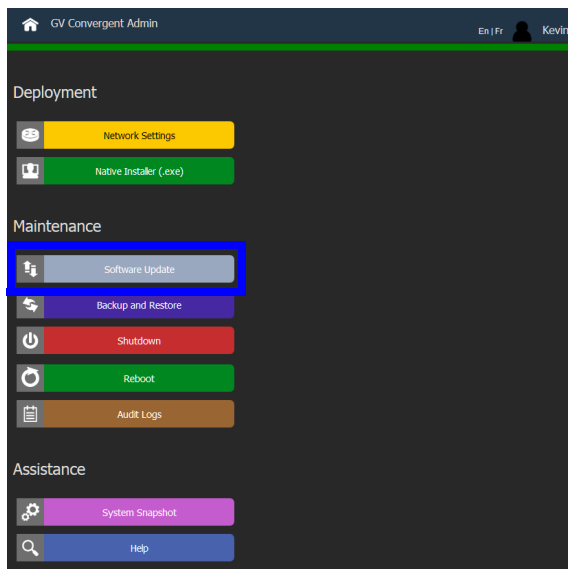 GV Convergent Admin
En|Fr
Kevin
Deployment
Network Settings
Native Installer (.exe)
Maintenance
Software Update
Backup and Restore
Shutdown
Reboot
Audit Logs
Assistance
System Snapshot
Help